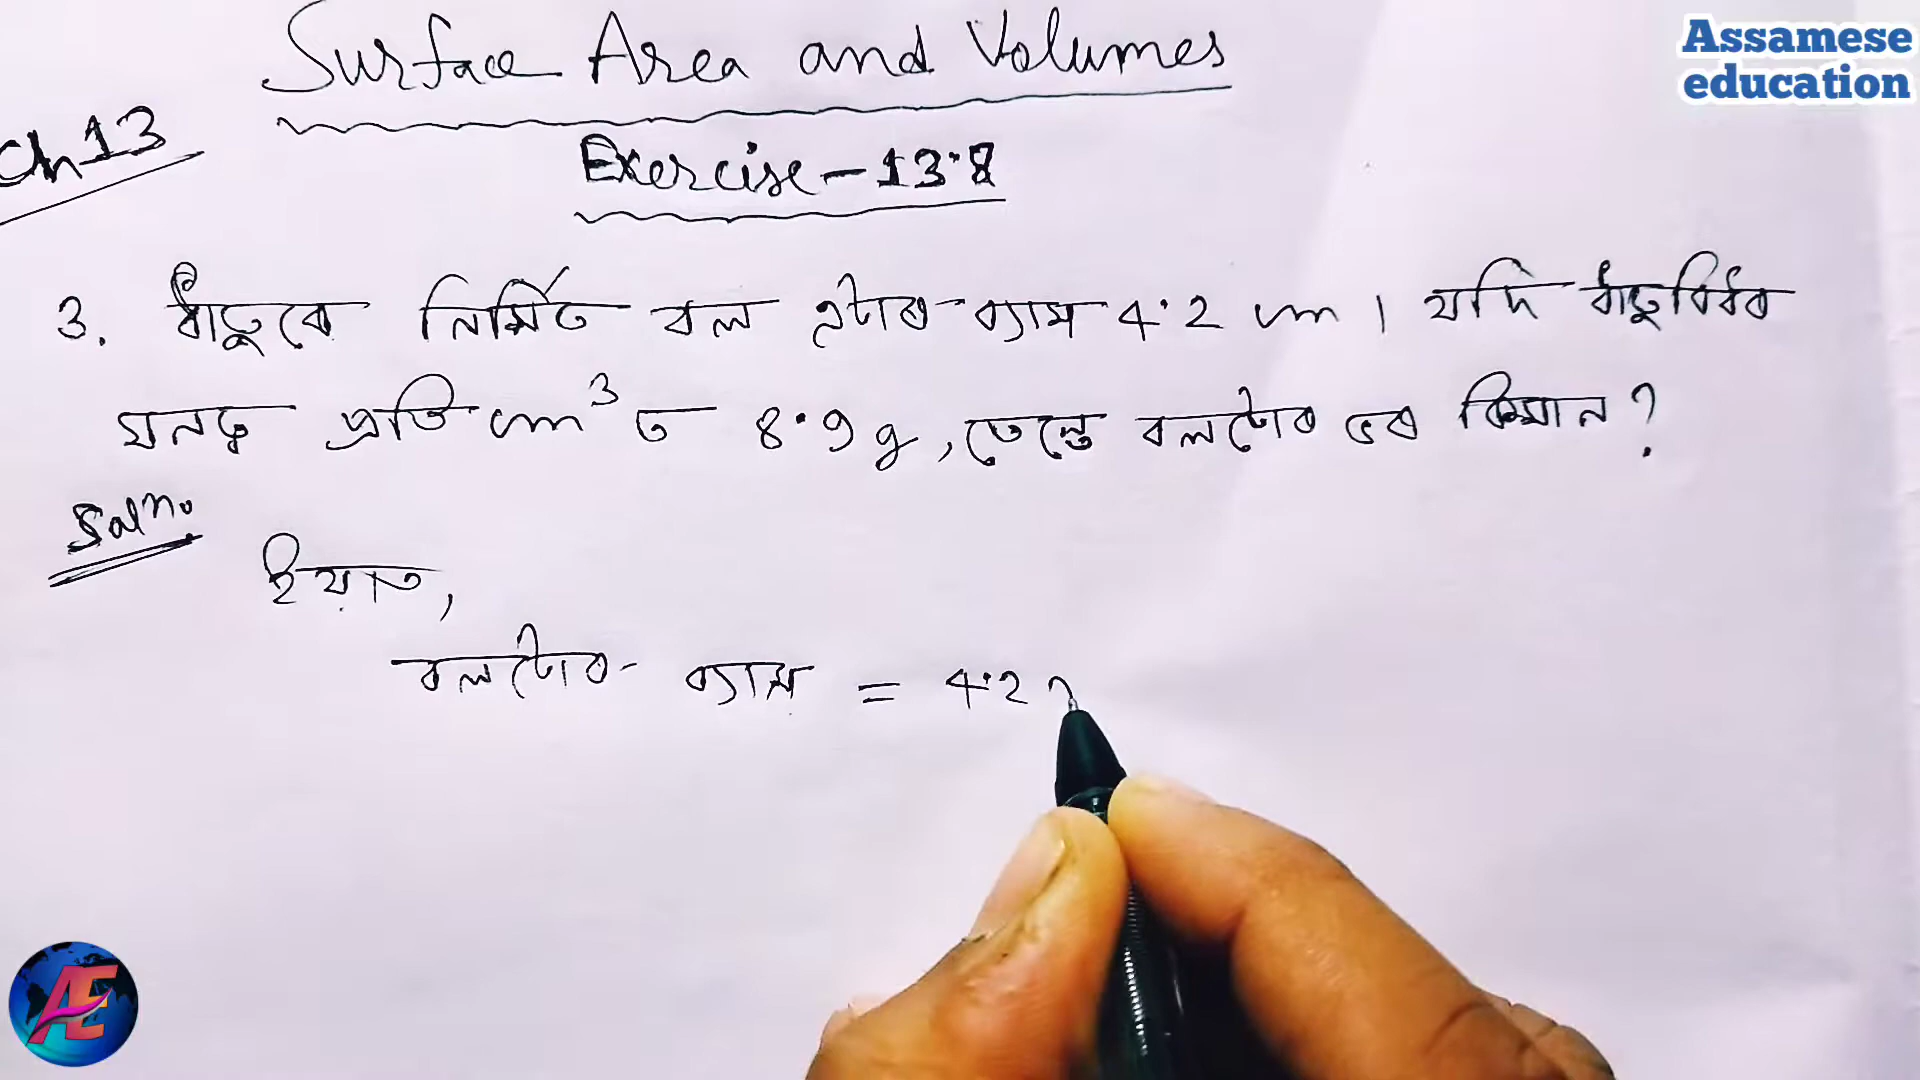 Surface Area and Volumes
Assamese
education
Ch 13
Exercise - 13.8
3. ধাতুৰে নিৰ্মিত বল এটাৰ ব্যাস 4.2 cm। যদি ধাতুবিধৰ
ঘনত্ব প্ৰতি cm³ ত 8.9 g, তেন্তে বলটোৰ ভৰ কিমান?
Soln.
ইয়াত,
বলটোৰ ব্যাস = 4.2
AE